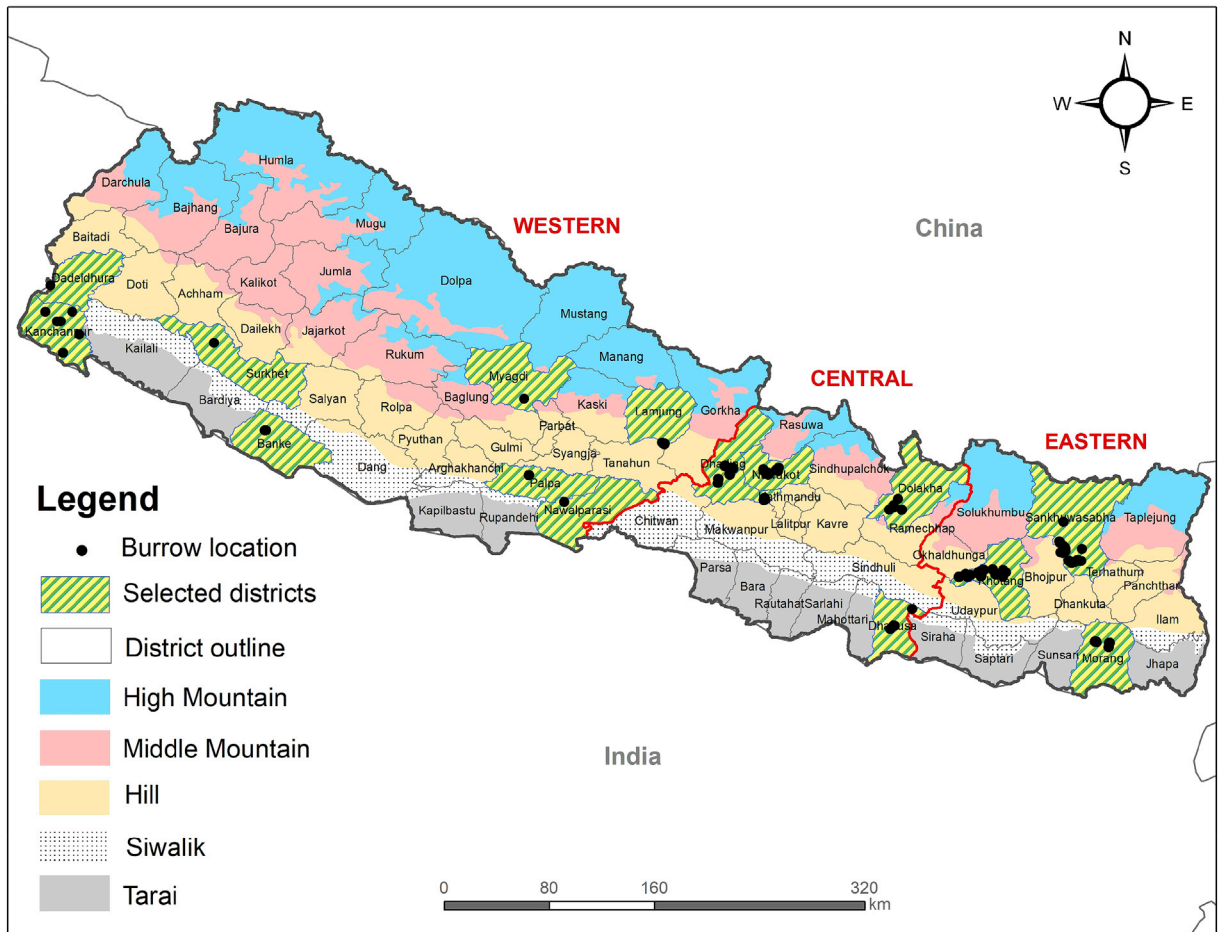 N
W
E
S
Humla
Darchula
Bajhang
Mugu
WESTERN
Bajura
China
Baitadi
Dadeldhura
Doti
Achham
Kalikot
Jumla
Dolpa
Mustang
Kanchanpur
Dailekh
Jajarkot
Kailali
Rukum
Manang
Surkhet
Myagdi
CENTRAL
Bardiya
Salyan
Rolpa
Baglung
Kaski
Lamjung
Gorkha
Rasuwa
Parbat
EASTERN
Banke
Pyuthan
Gulmi
Syangja
Tanahun
Dhading
Nuwakot
Sindhupalchok
Dang
Arghakhanchi
Palpa
Kathmandu
Dolakha
Kapilbastu
Rupandehi
Nawalparasi
Chitwan
Makwanpur
Lalitpur
Kavre
Ramechhap
Solukhumbu
Sankhuwasabha
Taplejung
Okhaldhunga
Parsa
Bara
Rautahat
Sarlahi
Mahottari
Sindhuli
Khotang
Bhojpur
Terhathum
Panchthar
Dhanusa
Siraha
Udaypur
Dhankuta
Ilam
Saptari
Sunsari
Morang
Jhapa
India
Legend
Burrow location
Selected districts
District outline
High Mountain
Middle Mountain
Hill
Siwalik
Tarai
0 80 160 320
km